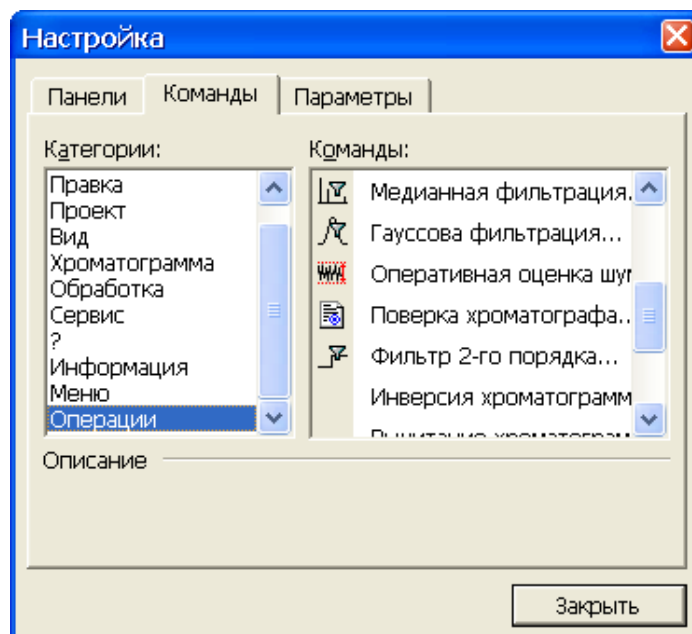 Настройка
Панели
Команды
Параметры
Категории:
Правка
Проект
Вид
Хроматограмма
Обработка
Сервис
?
Информация
Меню
Операции
Команды:
Медианная фильтрация.
Гауссова фильтрация...
Оперативная оценка шу
Поверка хроматографа..
Фильтр 2-го порядка...
Инверсия хроматограмм
Описание
Закрыть